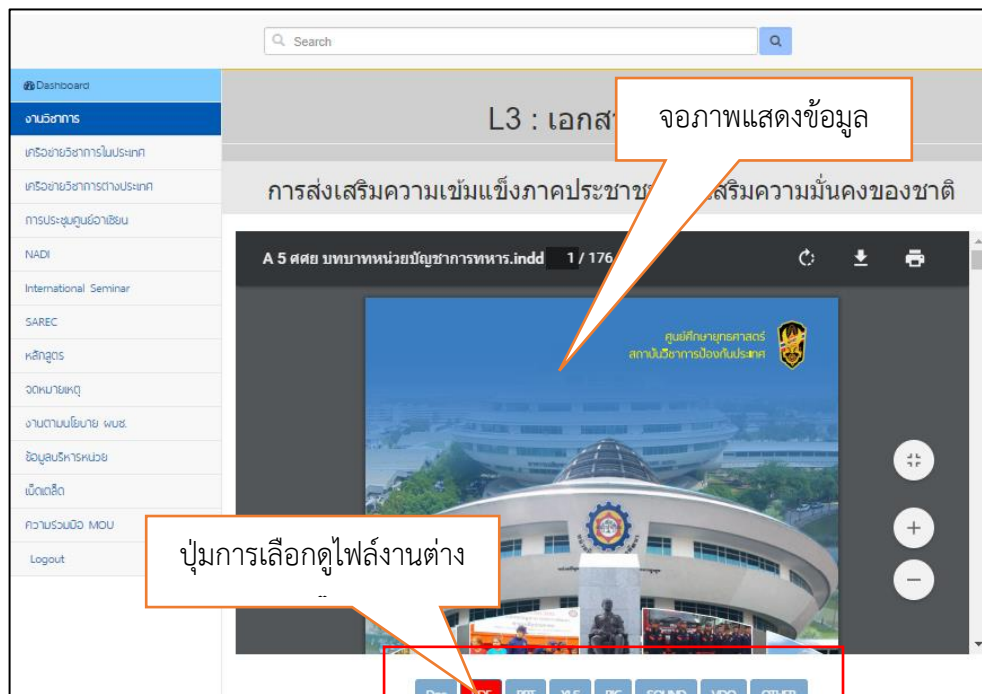 Search
Dashboard
งานวิชาการ
เครือข่ายวิชาการในประเทศ
เครือข่ายวิชาการต่างประเทศ
การประชุมศูนย์อาเซียน
NADI
International Seminar
SAREC
หลักสูตร
จดหมายเหตุ
งานตามนโยบาย ผบช.
ข้อมูลบริหารหน่วย
เบ็ดเตล็ด
ความร่วมมือ MOU
Logout
L3 : เอกสา
จอภาพแสดงข้อมูล
การส่งเสริมความเข้มแข็งภาคประชาช สริมความมั่นคงของชาติ
A 5 ศศย บทบาทหน่วยบัญชาการทหาร.indd 1 / 176
ศูนย์ศึกษายุทธศาสตร์
สถาบันวิชาการป้องกันประเทศ
ปุ่มการเลือกดูไฟล์งานต่าง
PPT XLS PIC SOUND VDO OTHER